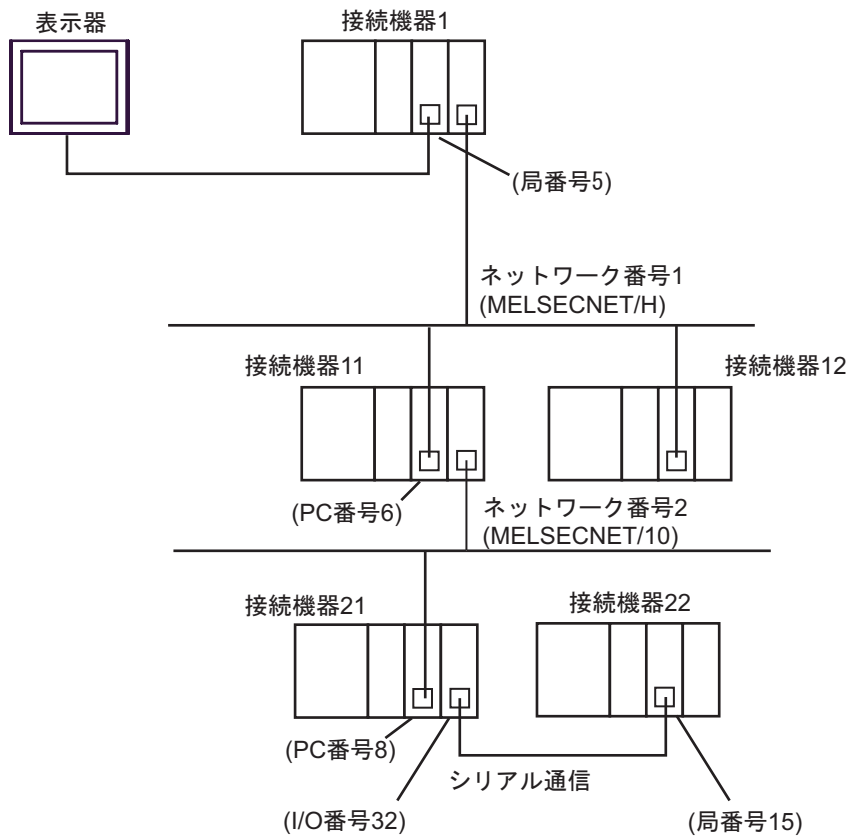 表示器
接続機器1
(局番号5)
ネットワーク番号1
(MELSECNET/H)
接続機器11
接続機器12
(PC番号6)
ネットワーク番号2
(MELSECNET/10)
接続機器21
接続機器22
(PC番号8)
シリアル通信
(I/O番号32)
(局番号15)